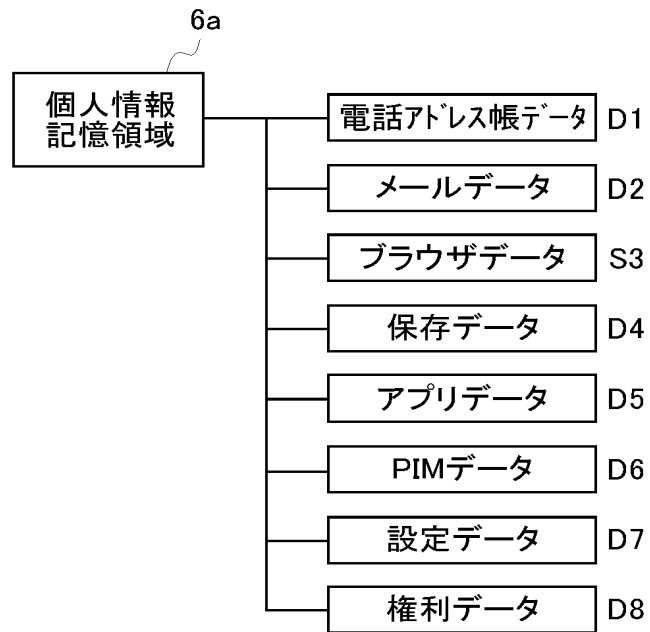 6a
個人情報
記憶領域
電話アドレス帳データ D1
メールデータ D2
ブラウザデータ S3
保存データ D4
アプリデータ D5
PIMデータ D6
設定データ D7
権利データ D8